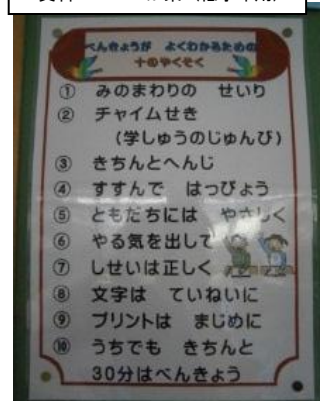 べんきょうが よくわかるための
十のやくそく
① みのまわりの せいり
② チャイムせき
(学しゅうのじゅんび)
③ きちんとへんじ
④ すすんで はっぴょう
⑤ ともだちには やさしく
⑥ やる気を出して
⑦ しせいは正しく
⑧ 文字は ていねいに
⑨ プリントは まじめに
⑩ うちでも きちんと
30分はべんきょう